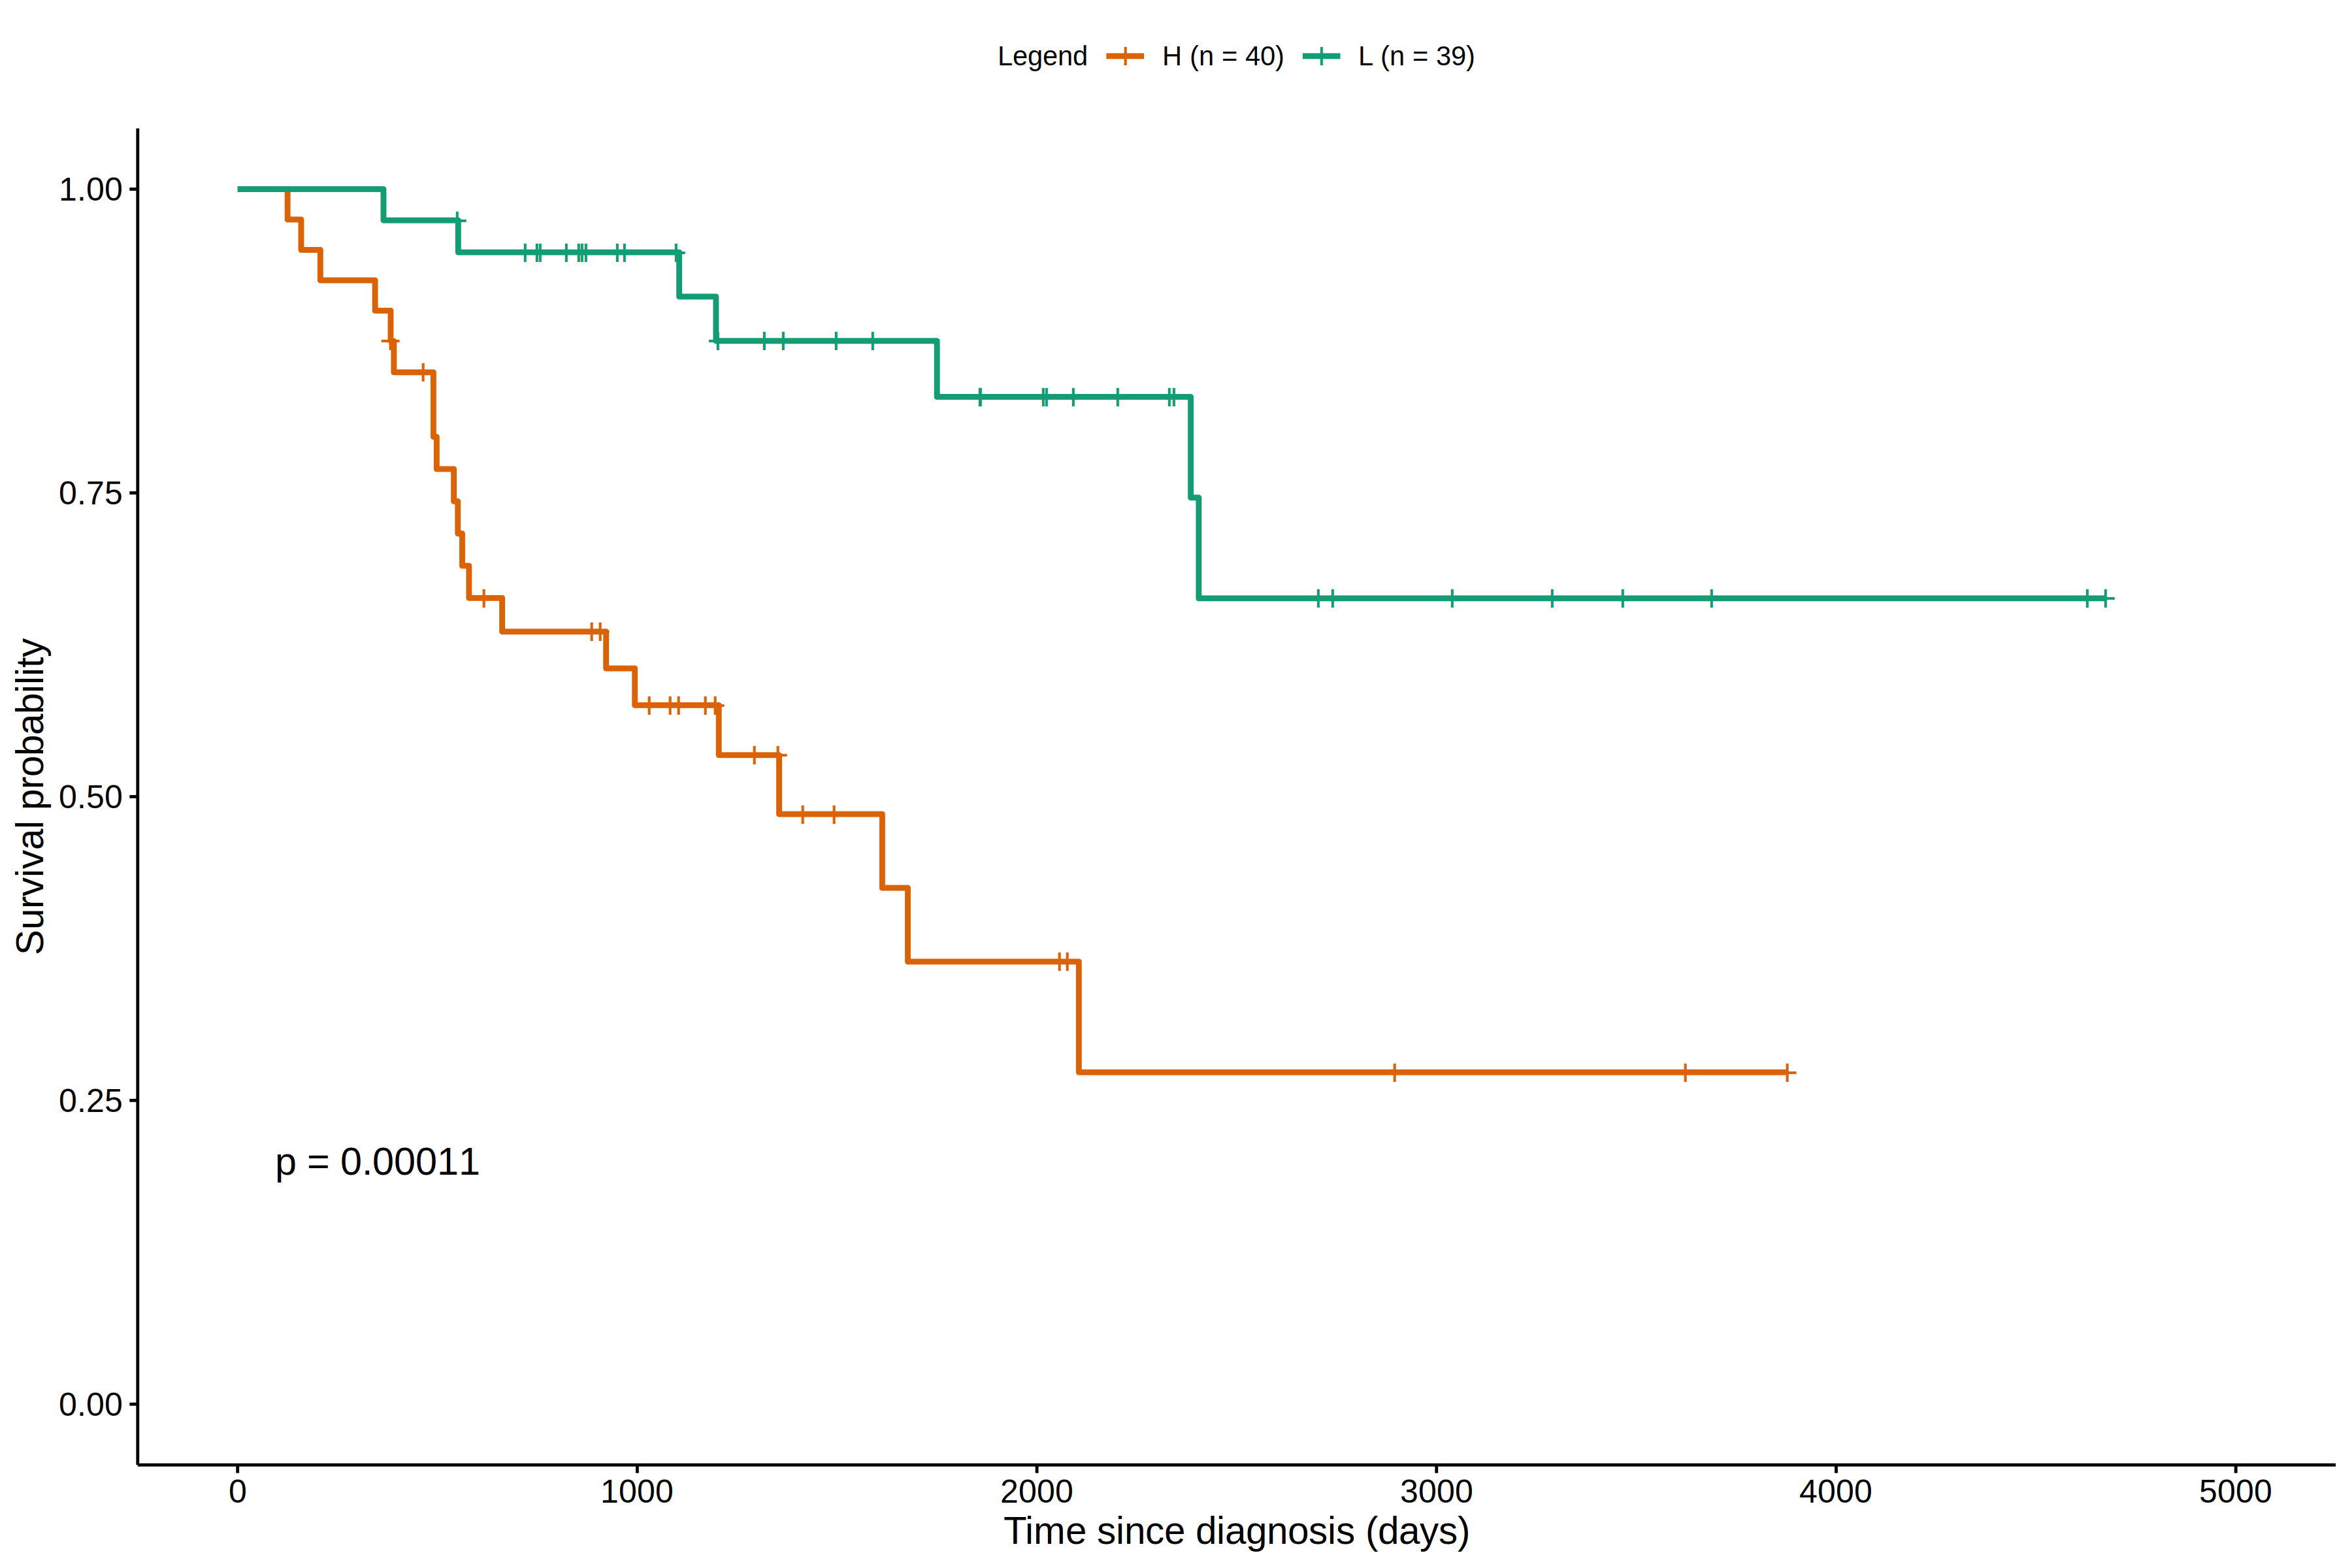 Legend H (n = 40) L (n = 39)
1.00
0.75
0.50
0.25
0.00
Survival probability
p = 0.00011
0 1000 2000 3000 4000 5000
Time since diagnosis (days)